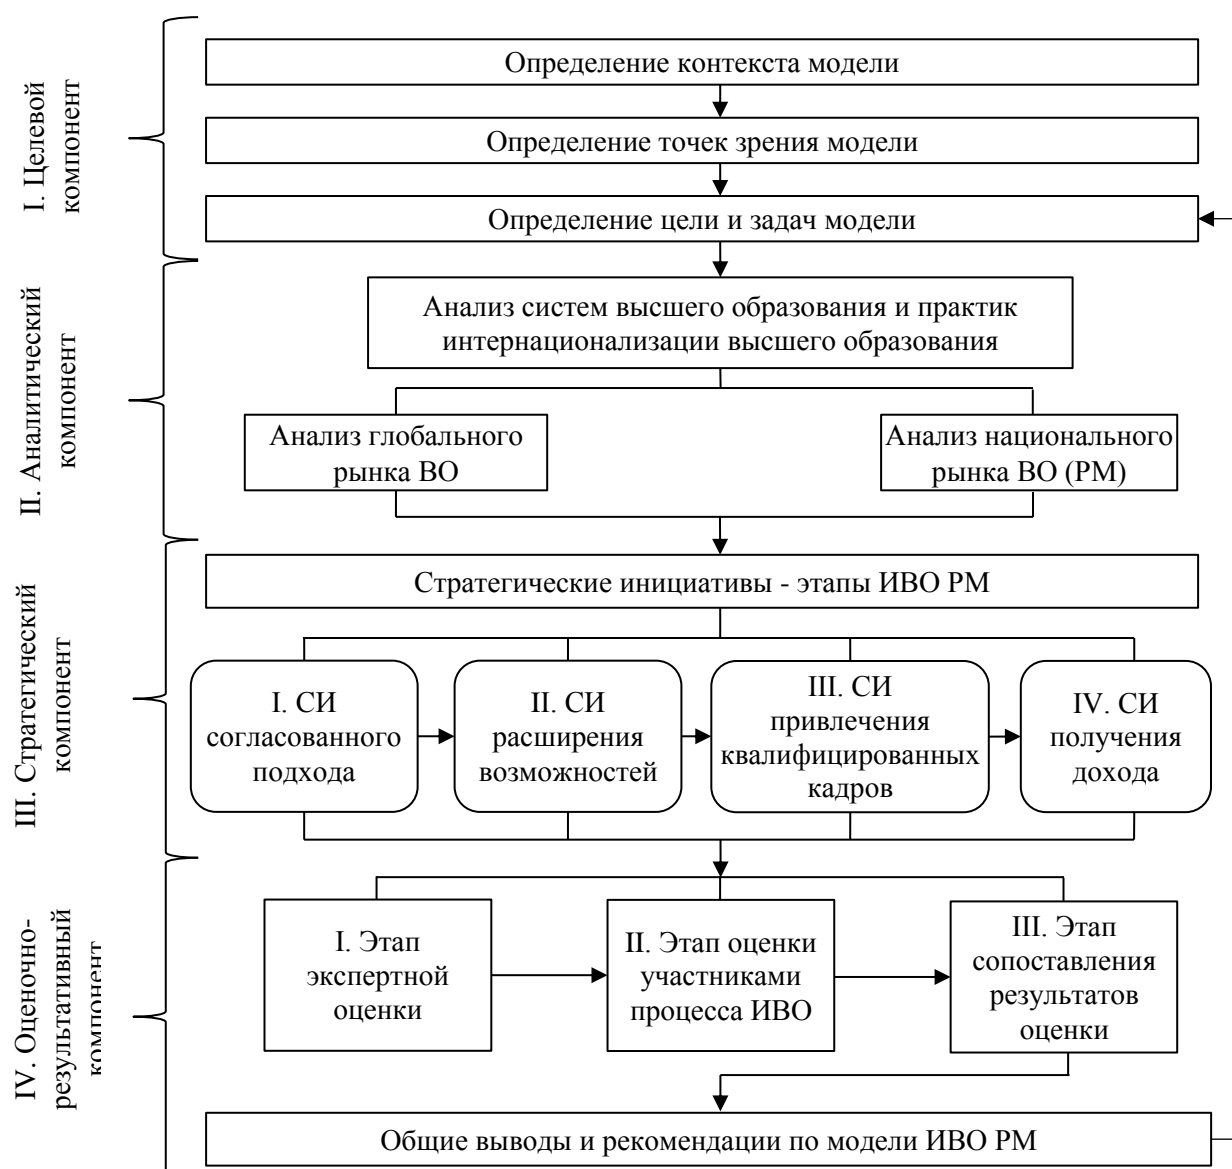 I. Целевой
компонент
Определение контекста модели
Определение точек зрения модели
Определение цели и задач модели
II. Аналитический
компонент
Анализ систем высшего образования и практик
интернационализации высшего образования
Анализ глобального
рынка ВО
Анализ национального
рынка ВО (РМ)
III. Стратегический
компонент
Стратегические инициативы - этапы ИВО РМ
I. СИ
согласованного
подхода
II. СИ
расширения
возможностей
III. СИ
привлечения
квалифицированных
кадров
IV. СИ
получения
дохода
IV. Оценочно-
результативный
компонент
I. Этап
экспертной
оценки
II. Этап оценки
участниками
процесса ИВО
III. Этап
сопоставления
результатов
оценки
Общие выводы и рекомендации по модели ИВО РМ